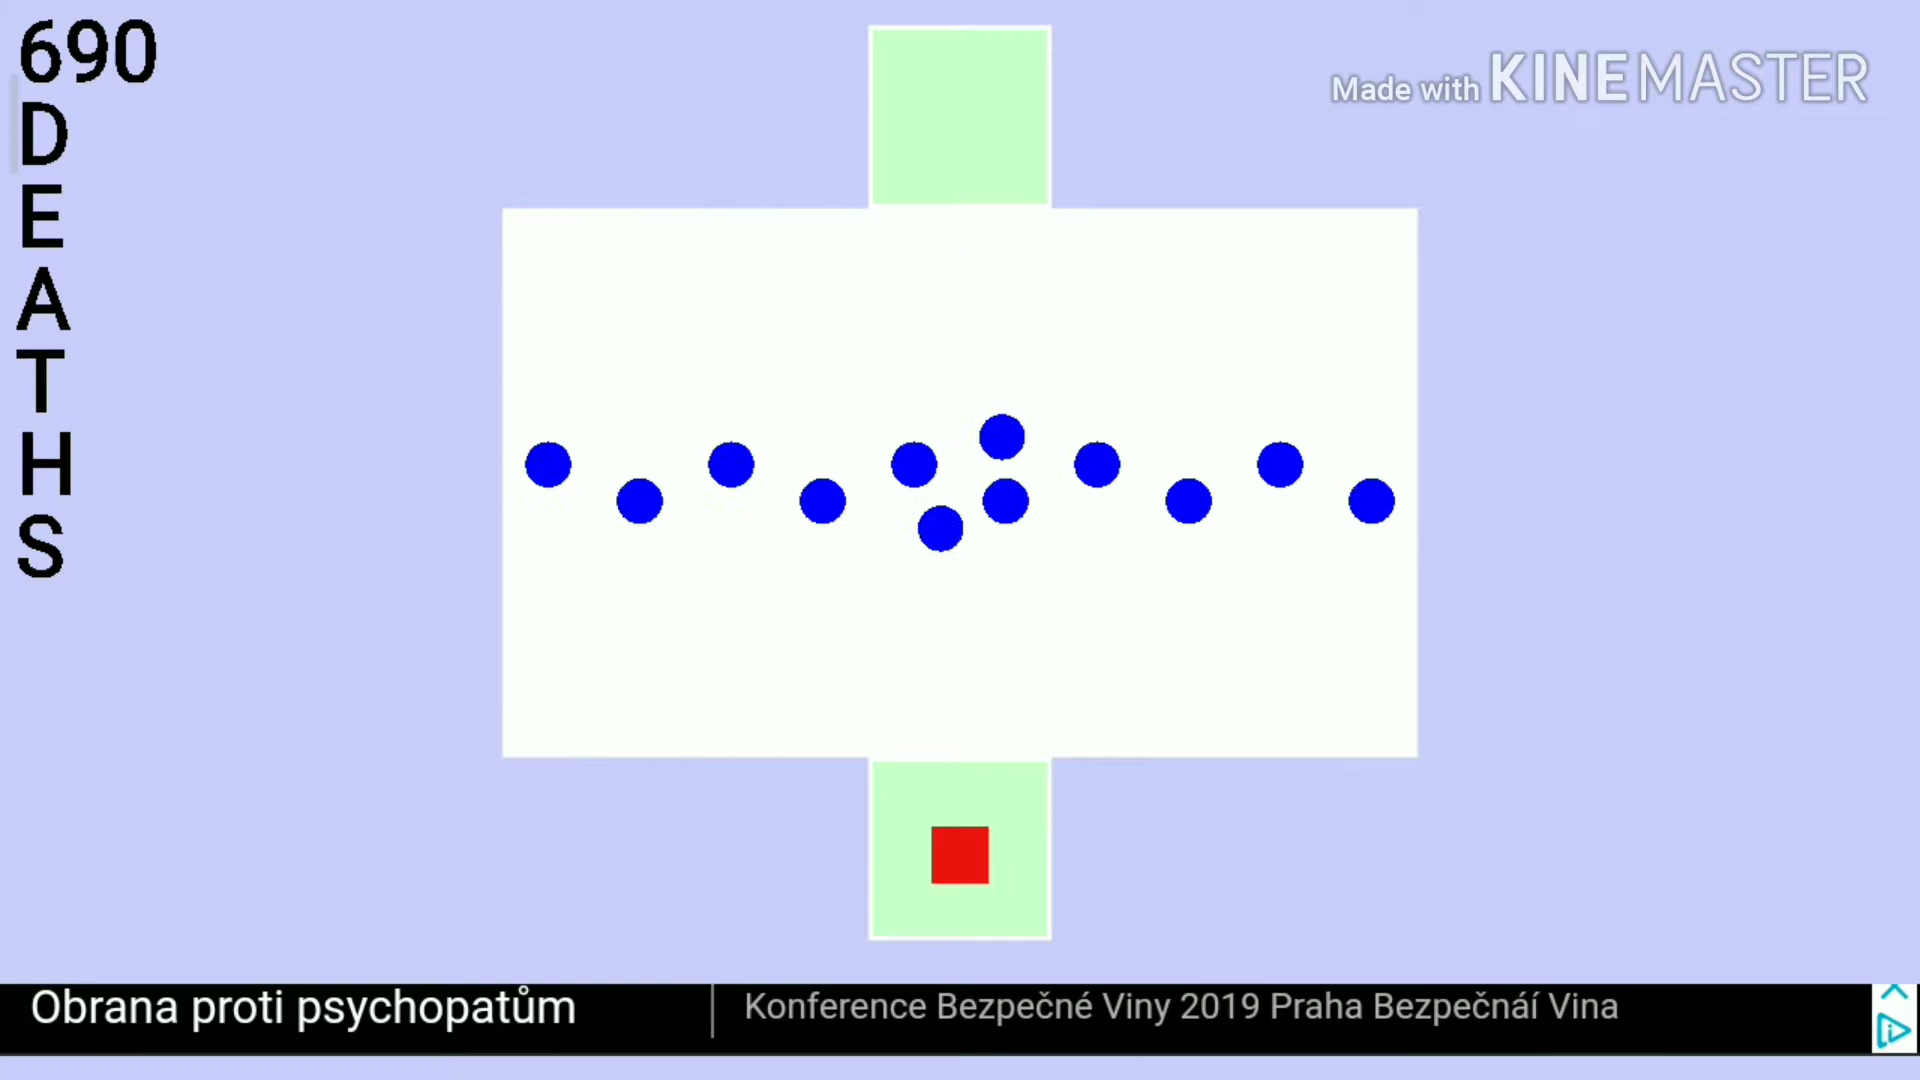 690
D
E
A
T
H
S
Made with KINEMASTER
Obrana proti psychopatům
Konference Bezpečné Viny 2019 Praha Bezpečnáí Vina